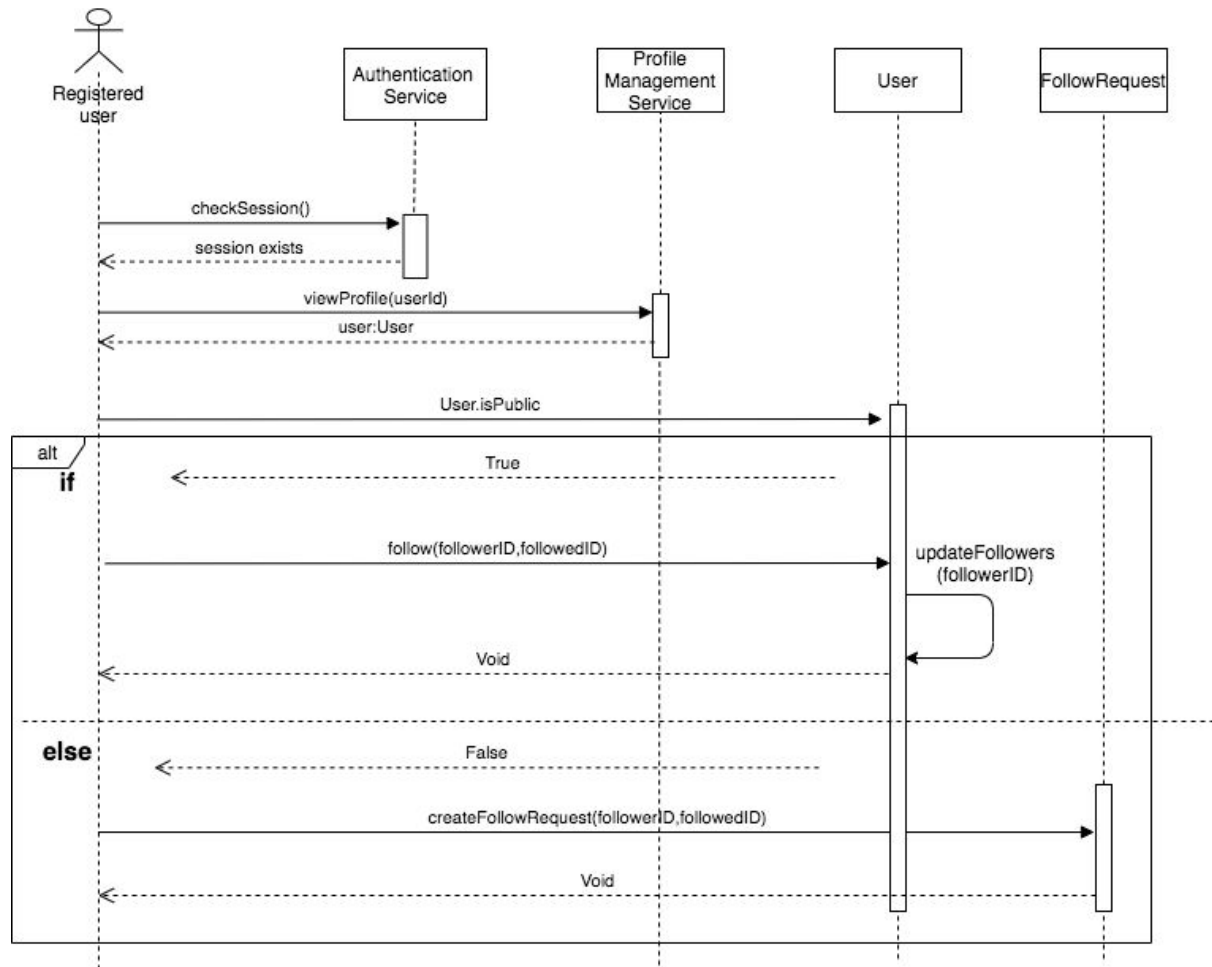 Registered
user
Authentication
Service
Profile
Management
Service
User
FollowRequest
checkSession()
session exists
viewProfile(userId)
user:User
User.isPublic
alt
if
True
follow(followerID,followedID)
updateFollowers
(followerID)
Void
else
False
createFollowRequest(followerID,followedID)
Void